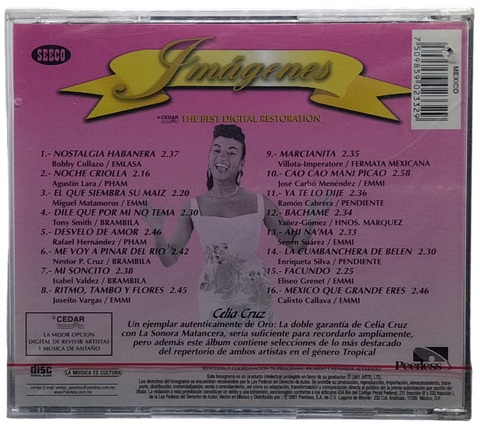 SEECO
Imágenes
CEDAR THE BEST DIGITAL RESTORATION
7509859023329
MEXICO
1.- NOSTALGIA HABANERA 2.37
Bobby Collazo / EMLASA
2.- NOCHE CRIOLLA 2.16
Agustín Lara / PHAM
3.- EL QUE SIEMBRA SU MAIZ 2.20
Miguel Matamoros / EMMI
4.- DILE QUE POR MI NO TEMA 2.30
Tony Smith / BRAMBILA
5.- DESVELO DE AMOR 2.46
Rafael Hernández / PHAM
6.- ME VOY A PINAR DEL RIO 2.42
Nestor P. Cruz / BRAMBILA
7.- MI SONCITO 2.38
Isabel Valdez / BRAMBILA
8.- RITMO, TAMBO Y FLORES 2.45
Joseito Vargas / EMMI
9.- MARCIANITA 2.35
Villota-Imperatore / FERMATA MEXICANA
10.- CAO CAO MANI PICAO 2.58
José Carbó Menéndez / EMMI
11.- YA TE LO DIJE 2.36
Ramón Cabrera / PENDIENTE
12.- BACHAME 2.34
Yañez-Gómez / HNOS. MARQUEZ
13.- AHI NA'MA 2.33
Senén Suárez / EMMI
14.- LA CUMBANCHERA DE BELEN 2.30
Enriqueta Silva / PENDIENTE
15.- FACUNDO 2.25
Eliseo Grenet / EMMI
16.- MEXICO QUE GRANDE ERES 2.46
Calixto Callava / EMMI
Celia Cruz
Un ejemplar autenticamente de Oro: La doble garantía de Celia Cruz
con La Sonora Matancera, sería suficiente para recordarlo ampliamente,
pero además este álbum contiene selecciones de lo más destacado
del repertorio de ambos artistas en el género Tropical
CEDAR
LA MEJOR OPCION
DIGITAL DE REVIVIR ARTISTAS
Y MUSICA DE ANTAÑO
Peerless
disc
LA MUSICA ES CULTURA